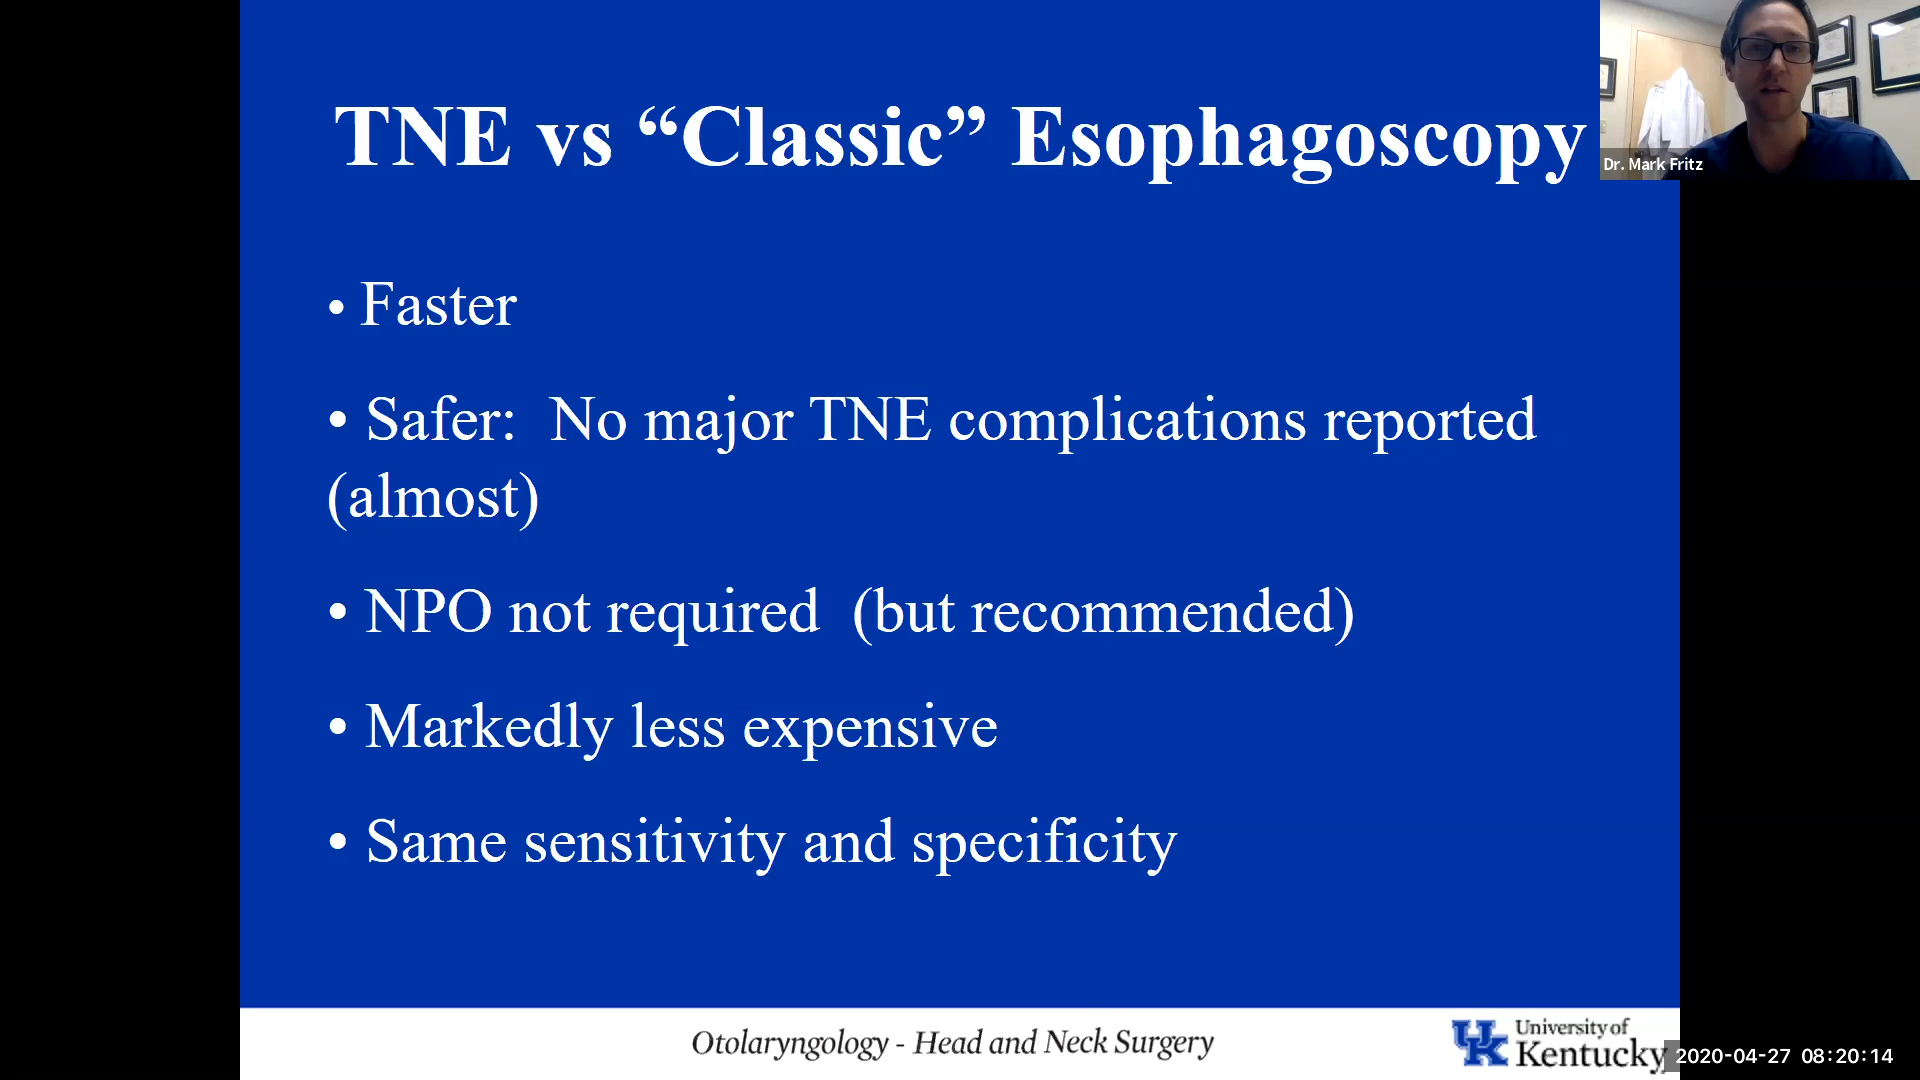 TNE vs “Classic” Esophagoscopy
Dr. Mark Fritz
• Faster
• Safer:  No major TNE complications reported
(almost)
• NPO not required  (but recommended)
• Markedly less expensive
• Same sensitivity and specificity
Otolaryngology - Head and Neck Surgery
UK
University of
Kentucky
2020-04-27 08:20:14